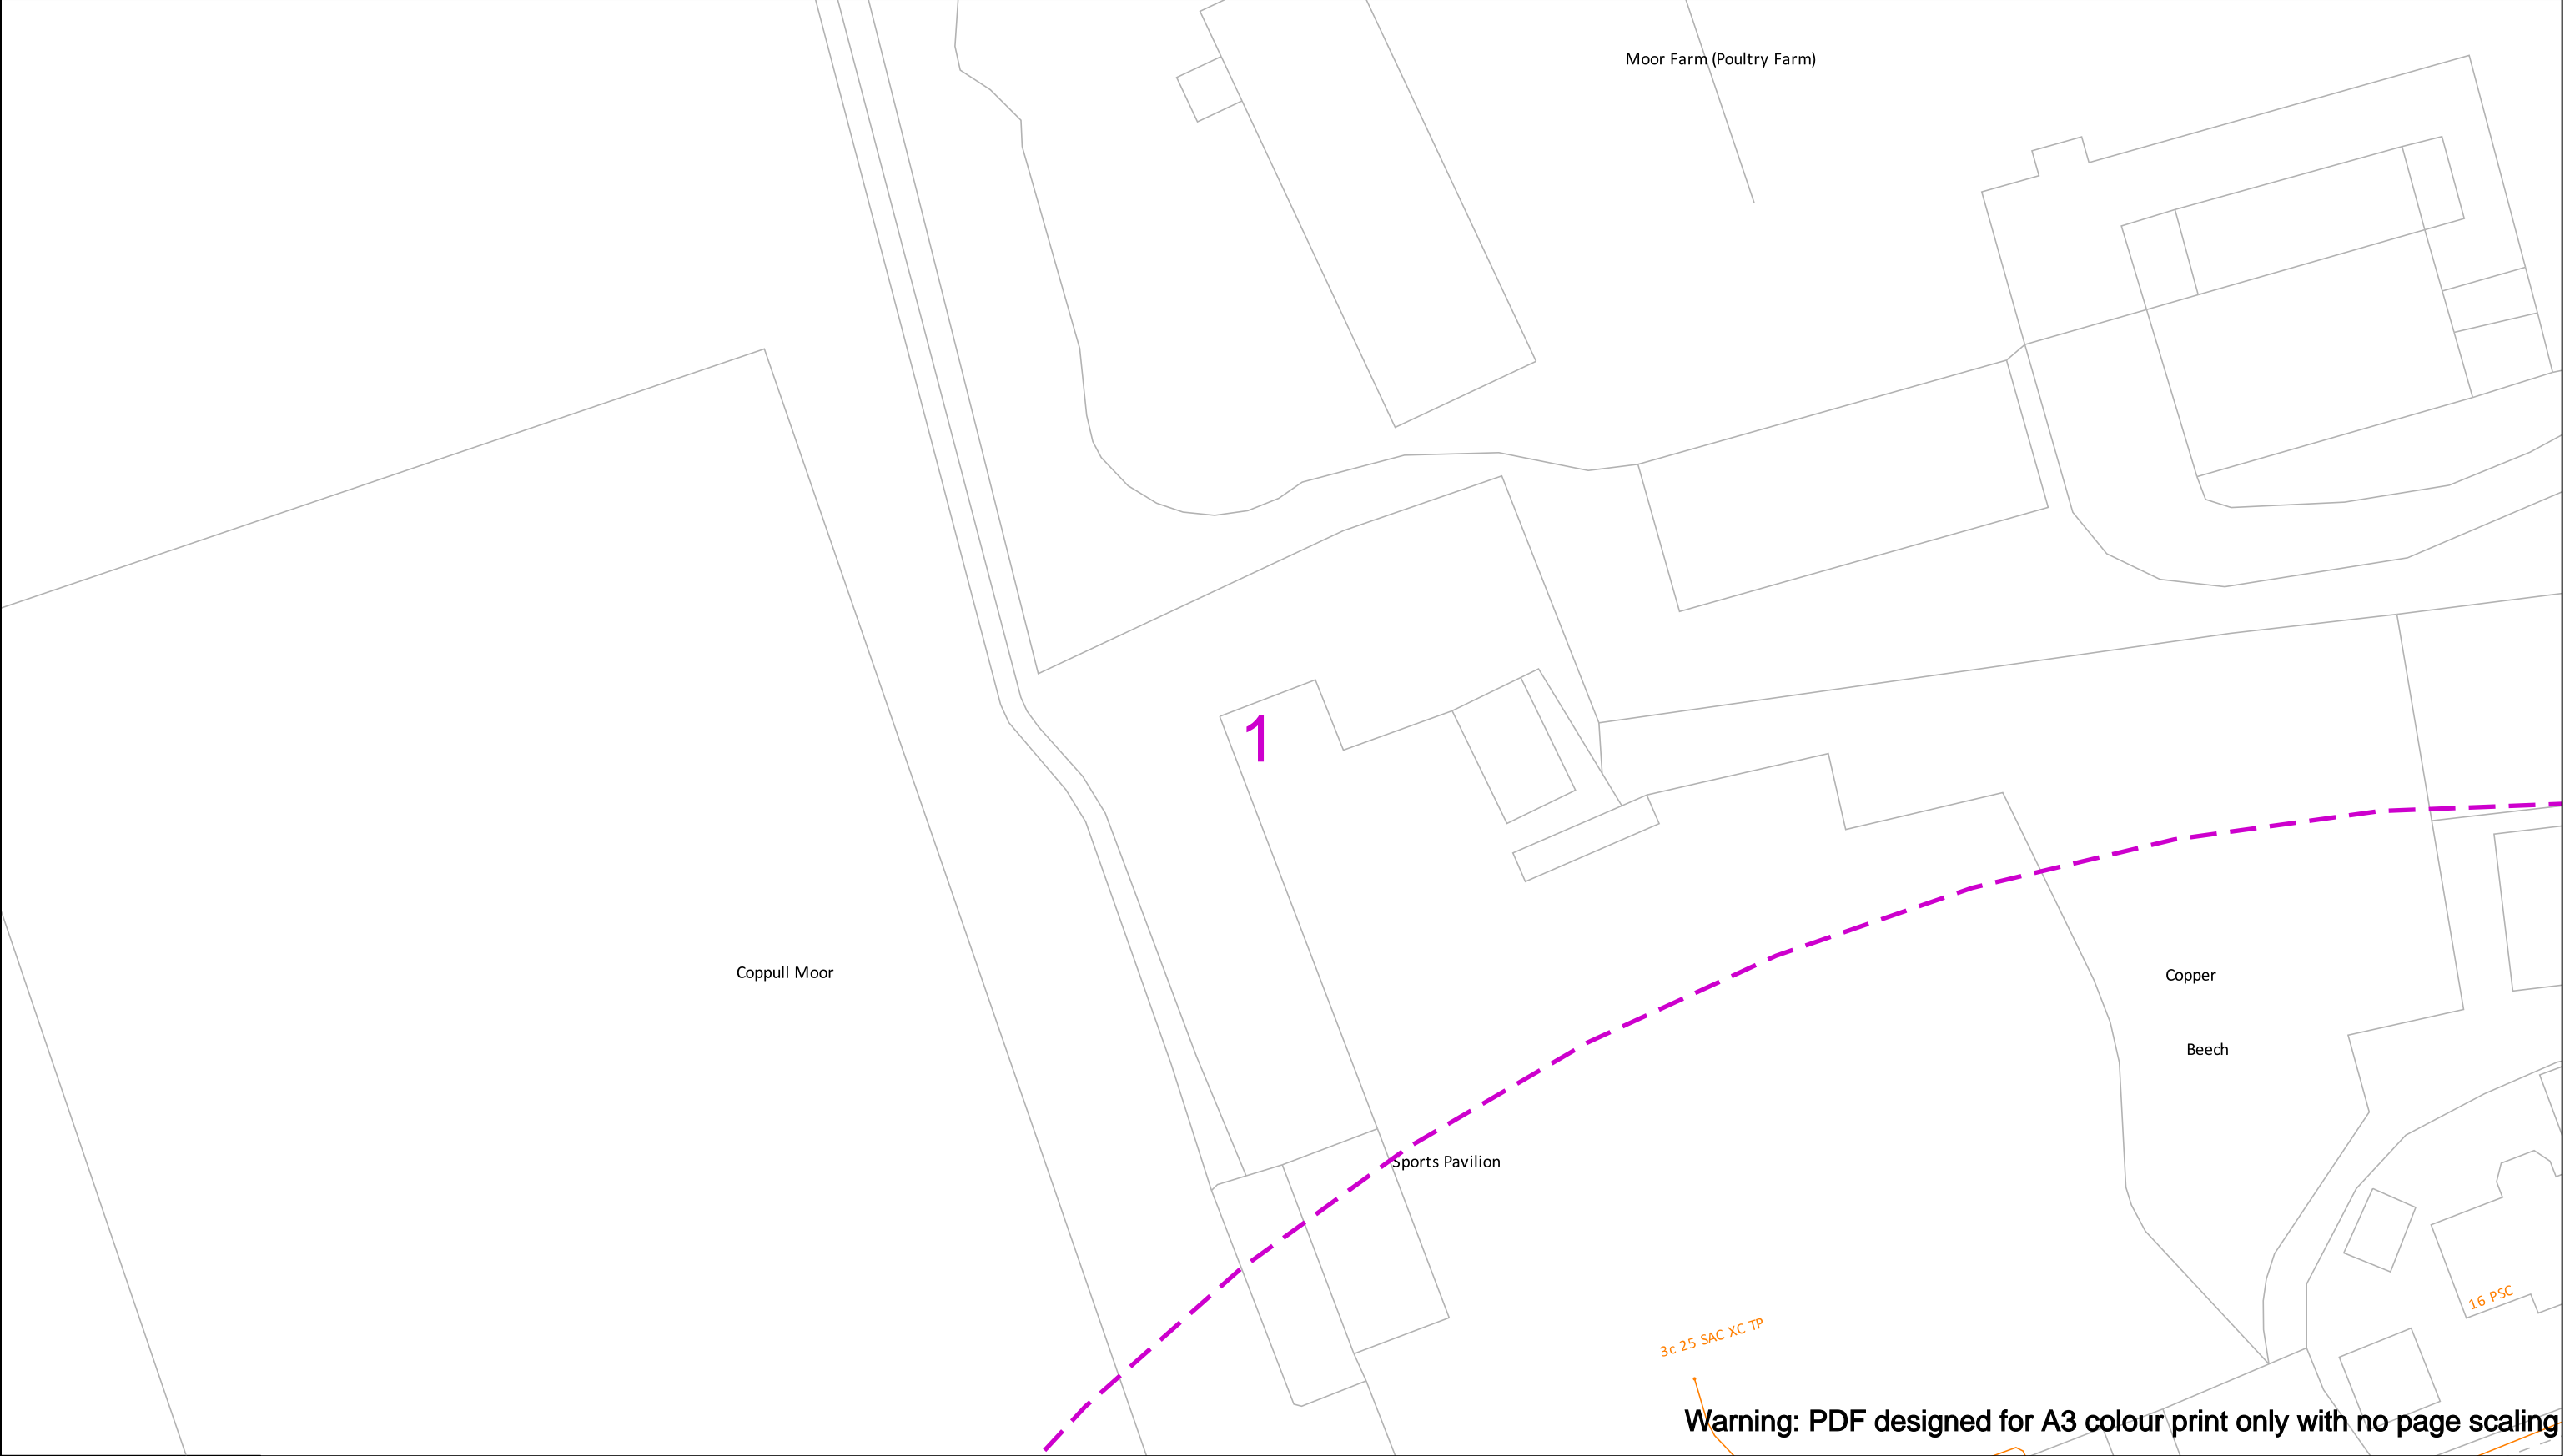 Moor Farm (Poultry Farm)
1
Coppull Moor
Copper
Beech
Sports Pavilion
16 PSC
3c 25 SAC XC TP
Warning: PDF designed for A3 colour print only with no page scaling